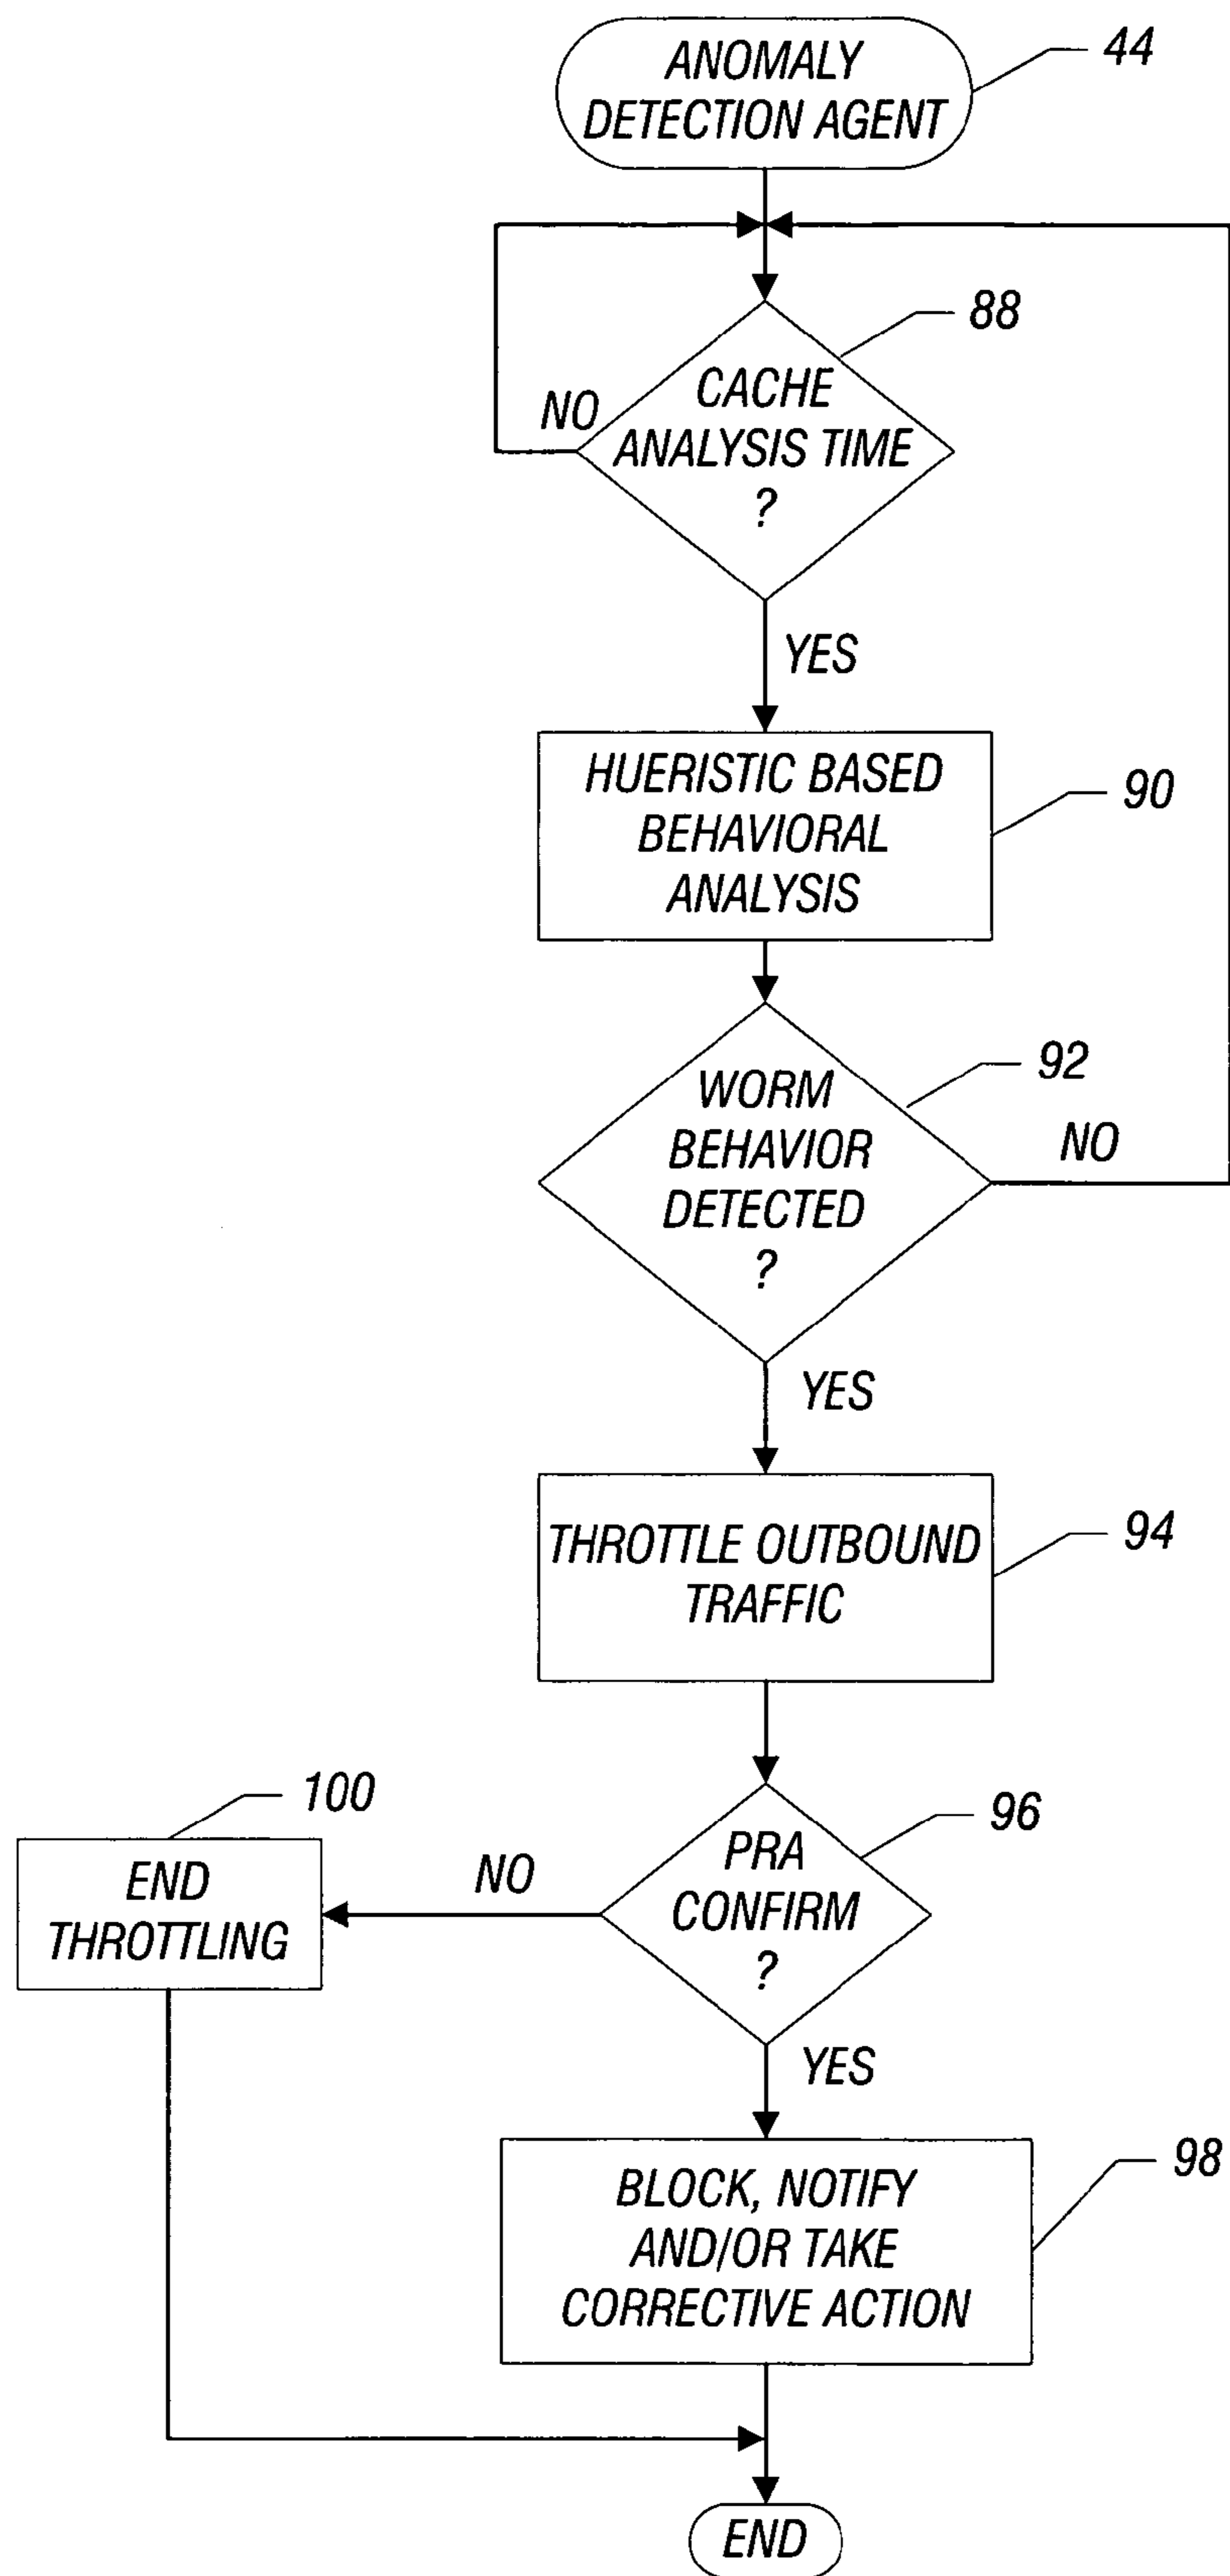 ANOMALY
DETECTION AGENT
44
88
CACHE
ANALYSIS TIME
?
NO
YES
HUERISTIC BASED
BEHAVIORAL
ANALYSIS
90
92
WORM
BEHAVIOR
DETECTED
?
NO
YES
THROTTLE OUTBOUND
TRAFFIC
94
96
PRA
CONFIRM
?
NO
100
END
THROTTLING
YES
BLOCK, NOTIFY
AND/OR TAKE
CORRECTIVE ACTION
98
END